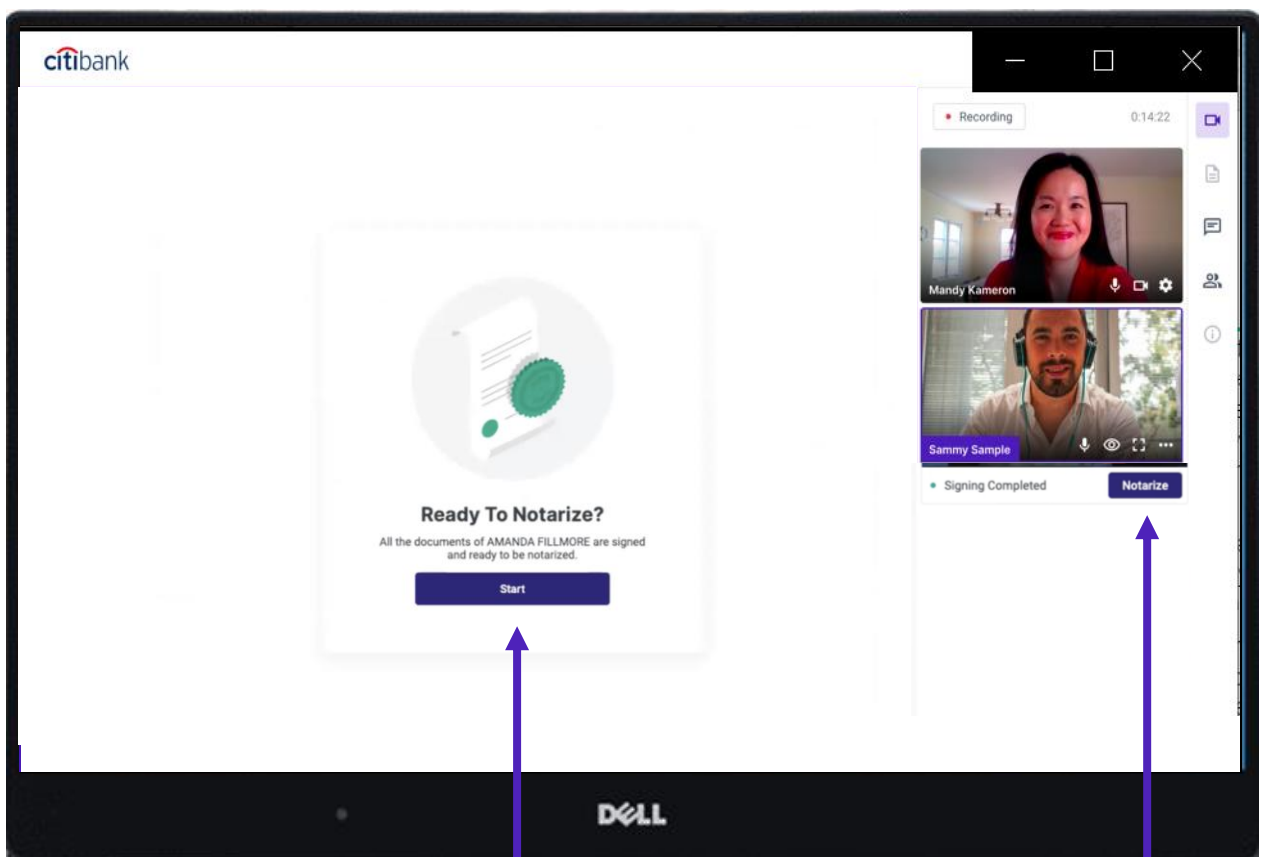 citibank
Recording
0:14:22
Mandy Kameron
Sammy Sample
Signing Completed
Notarize
Ready To Notarize?
All the documents of AMANDA FILLMORE are signed
and ready to be notarized.
Start
DELL